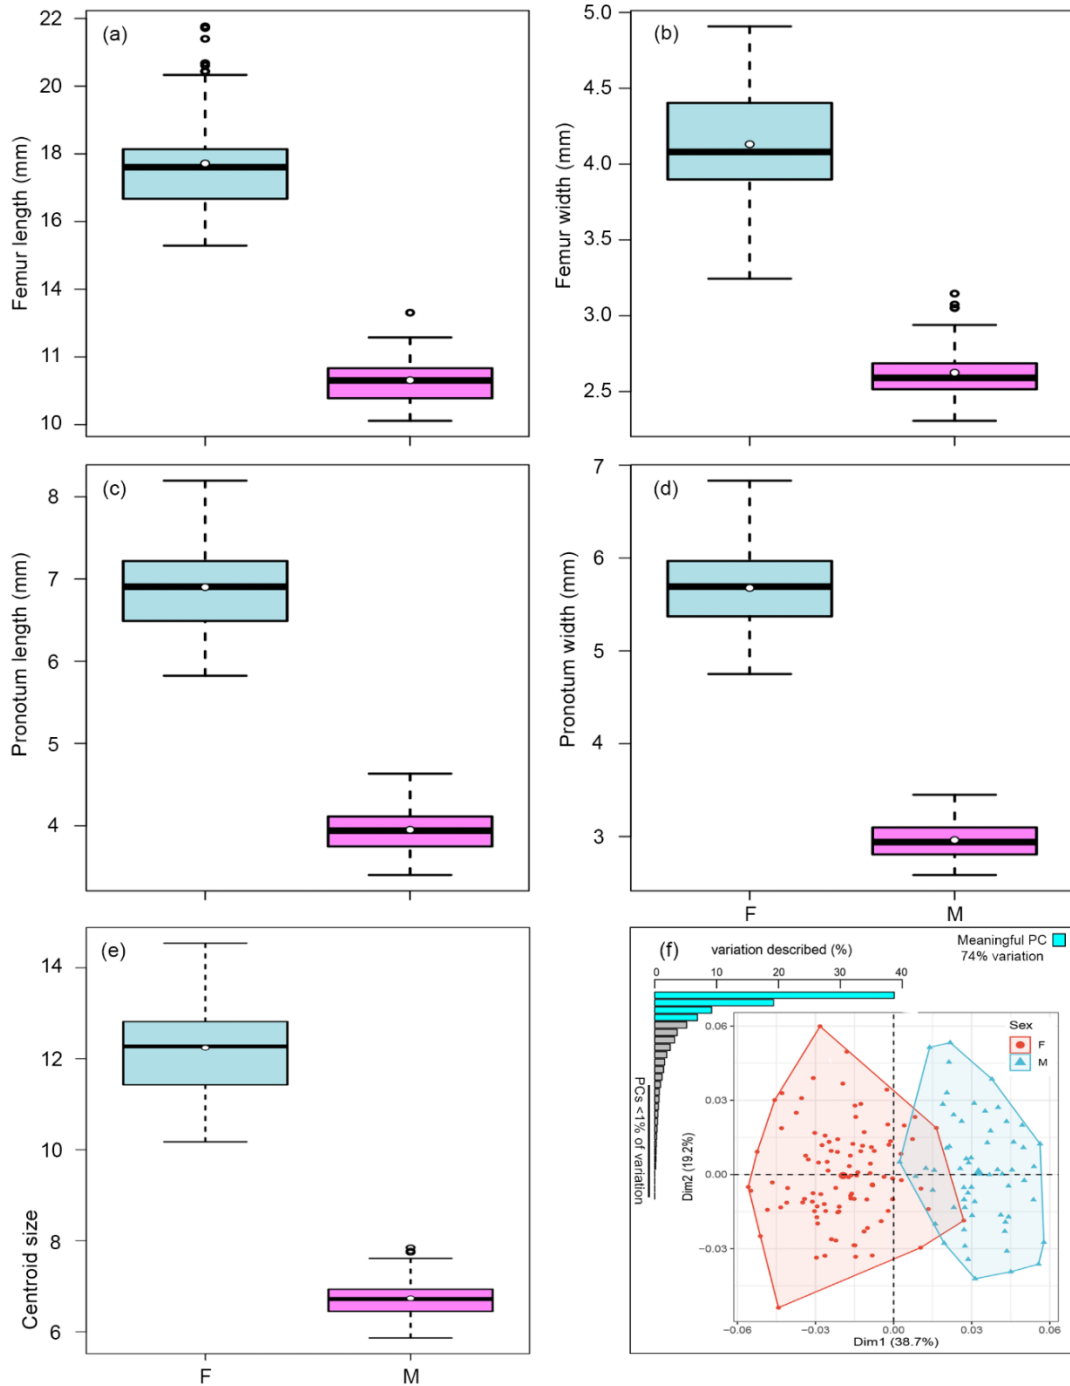 (a)
Femur length (mm)
22
20
18
16
14
11
10
(b)
Femur width (mm)
5.0
4.5
4.0
3.5
3.0
2.5
(c)
Pronotum length (mm)
8
7
6
5
4
(d)
Pronotum width (mm)
7
6
5
4
3
F M
(e)
Centroid size
14
12
10
8
6
F M
(f)
variation described (%)
Meaningful PC
74% variation
0 10 20 30 40
PCs <1% of variation
Dim2 (19.2%)
0.06
0.03
0.00
−0.03
Sex
F
M
−0.06 −0.03 0.00 0.03 0.06
Dim1 (38.7%)